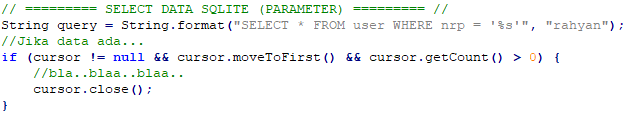 // ========= SELECT DATA SQLITE (PARAMETER) ========= //
String query = String.format("SELECT * FROM user WHERE nrp = '%s'", "rahyan");
//Jika data ada...
if (cursor != null && cursor.moveToFirst() && cursor.getCount() > 0) {
//bla..blaa..blaa..
cursor.close();
}